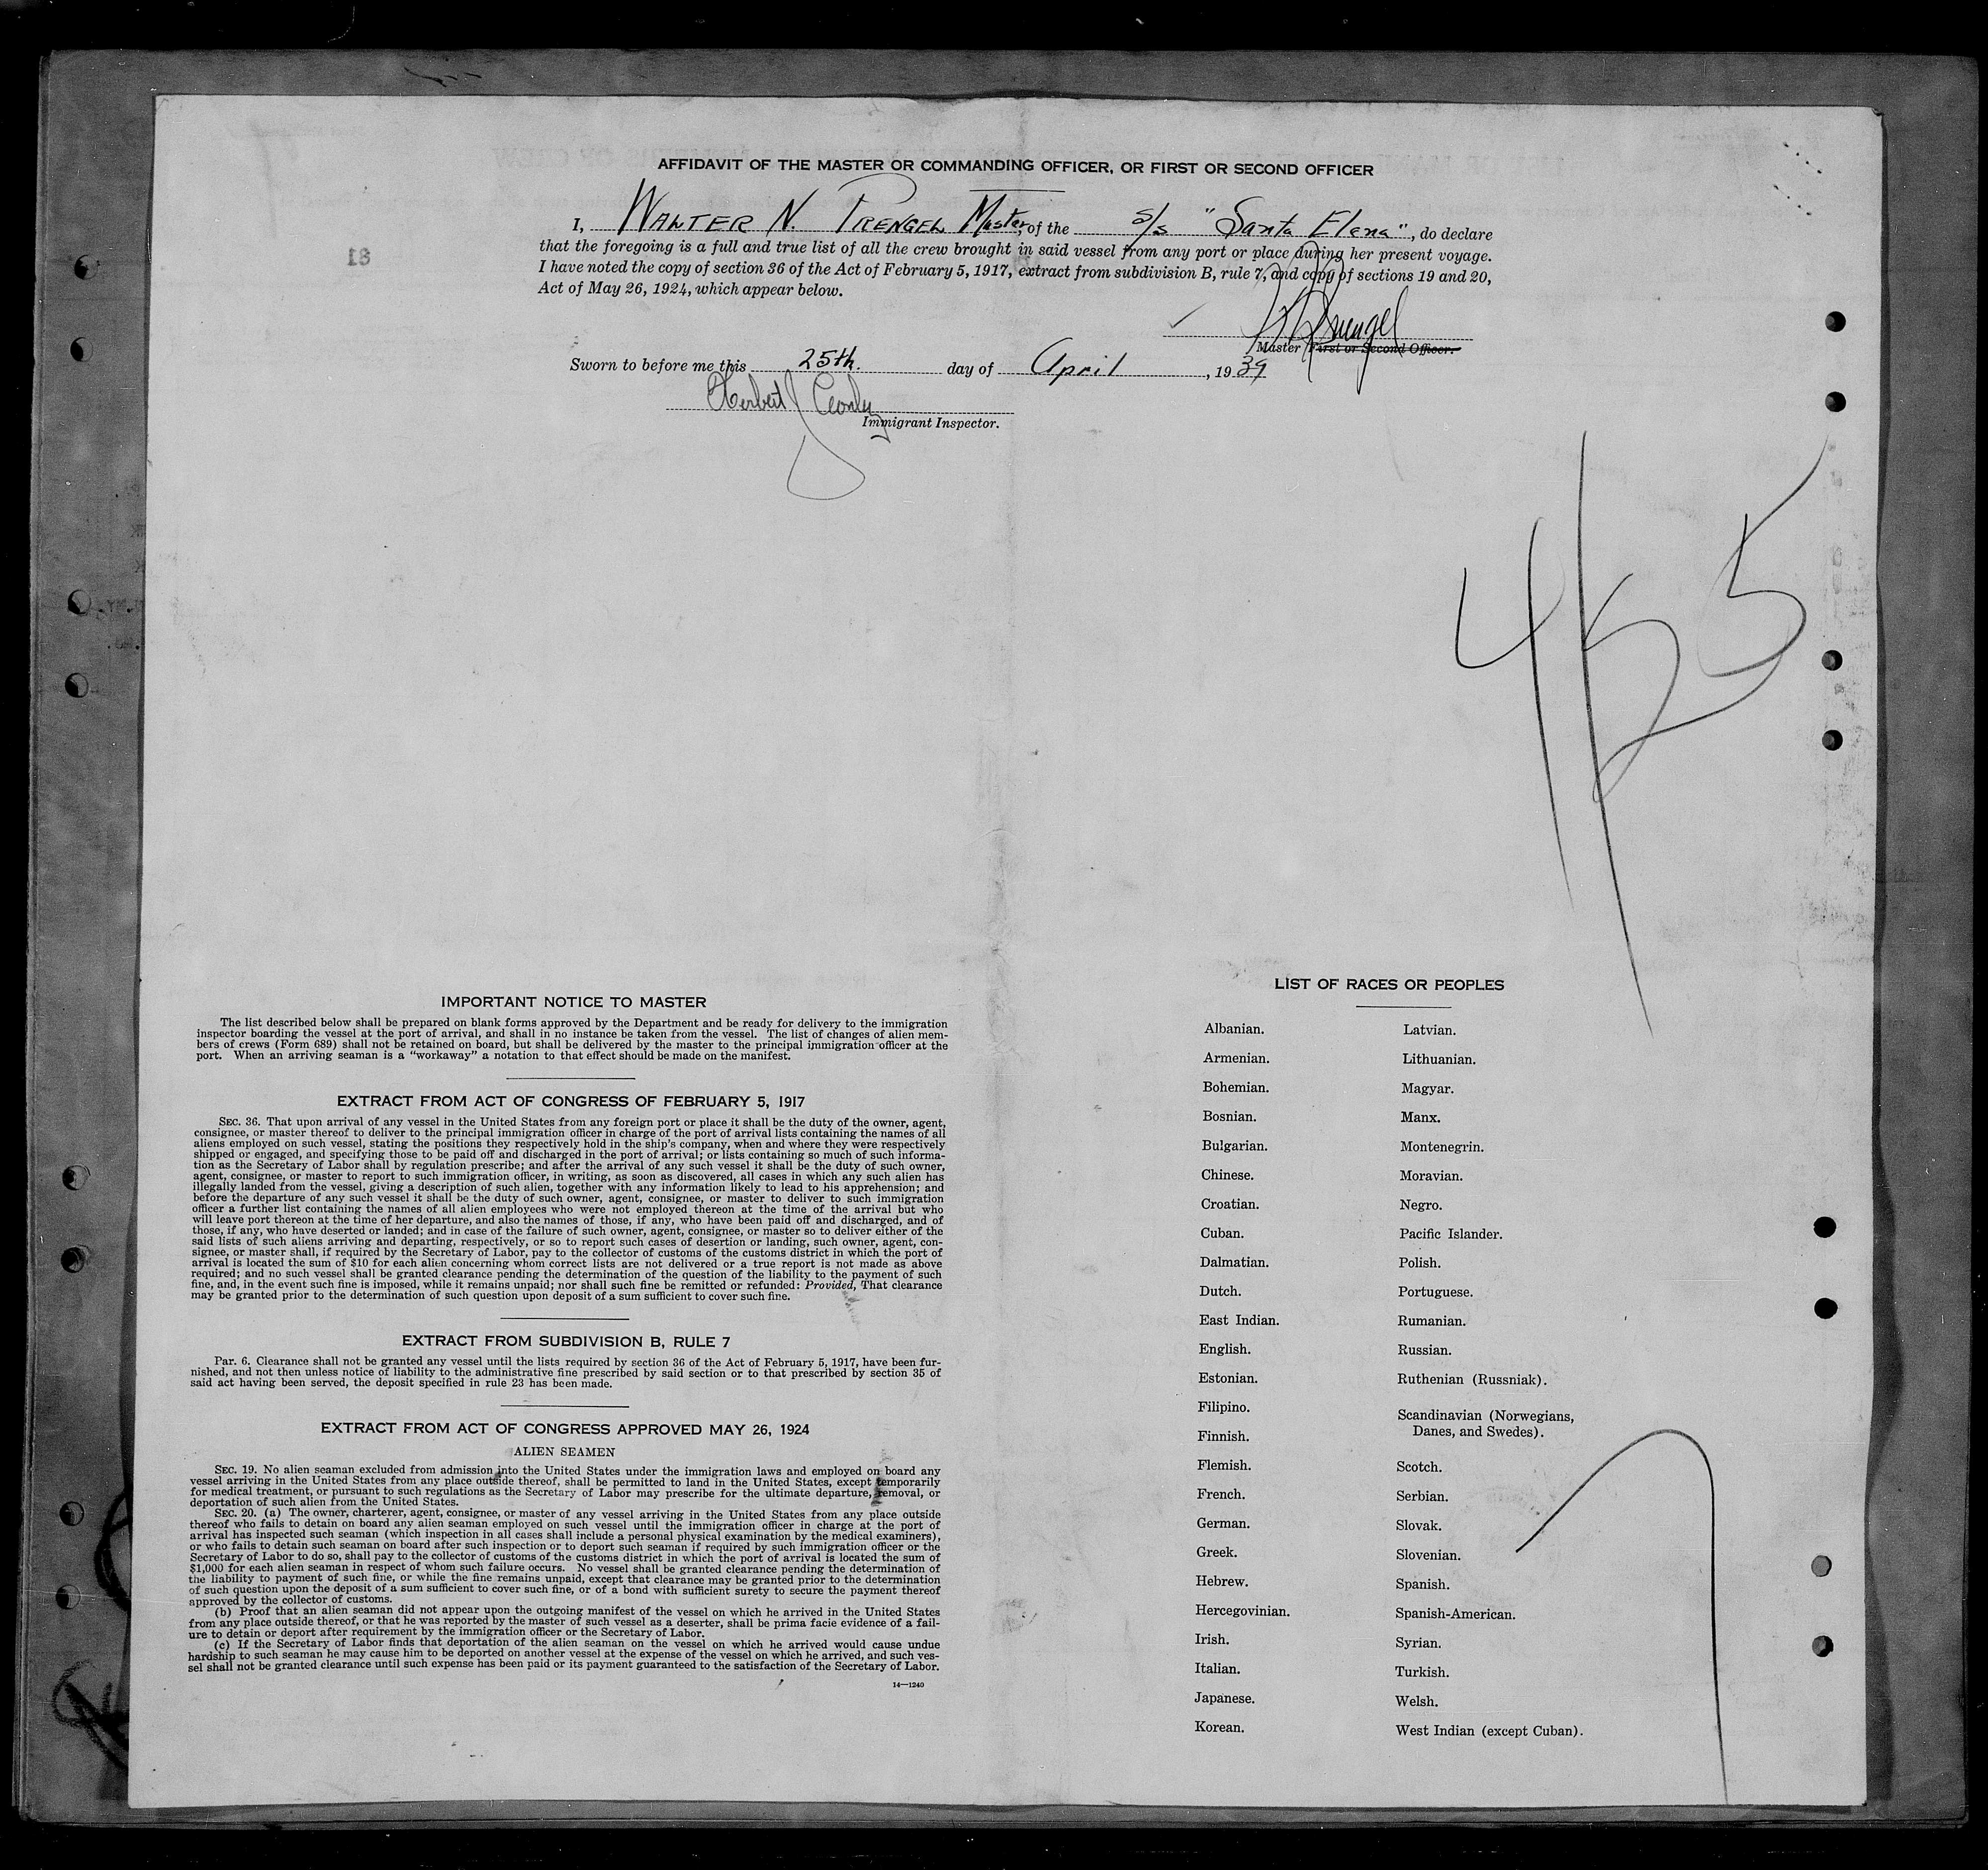 AFFIDAVIT OF THE MASTER OR COMMANDING OFFICER, OR FIRST OR SECOND OFFICER
I, WALTER N. PRENGEL Master, of the S/s "Santa Elena", do declare
that the foregoing is a full and true list of all the crew brought in said vessel from any port or place during her present voyage.
I have noted the copy of section 36 of the Act of February 5, 1917, extract from subdivision B, rule 7, and copy of sections 19 and 20,
Act of May 26, 1924, which appear below.
13
Prengel
Master First or Second Officer.
Sworn to before me this 25th. day of April, 1939
Herbert J
Immigrant Inspector.
455
IMPORTANT NOTICE TO MASTER
The list described below shall be prepared on blank forms approved by the Department and be ready for delivery to the immigration
inspector boarding the vessel at the port of arrival, and shall in no instance be taken from the vessel. The list of changes of alien mem-
bers of crews (Form 689) shall not be retained on board, but shall be delivered by the master to the principal immigration officer at the
port. When an arriving seaman is a "workaway" a notation to that effect should be made on the manifest.
EXTRACT FROM ACT OF CONGRESS OF FEBRUARY 5, 1917
SEC. 36. That upon arrival of any vessel in the United States from any foreign port or place it shall be the duty of the owner, agent,
consignee, or master thereof to deliver to the principal immigration officer in charge of the port of arrival lists containing the names of all
aliens employed on such vessel, stating the positions they respectively hold in the ship's company, when and where they were respectively
shipped or engaged, and specifying those to be paid off and discharged in the port of arrival; or lists containing so much of such informa-
tion as the Secretary of Labor shall by regulation prescribe; and after the arrival of any such vessel it shall be the duty of such owner,
agent, consignee, or master to report to such immigration officer, in writing, as soon as discovered, all cases in which any such alien has
illegally landed from the vessel, giving a description of such alien, together with any information likely to lead to his apprehension; and
before the departure of any such vessel it shall be the duty of such owner, agent, consignee, or master to deliver to such immigration
officer a further list containing the names of all alien employees who were not employed thereon at the time of the arrival but who
will leave port thereon at the time of her departure, and also the names of those, if any, who have been paid off and discharged, and of
those, if any, who have deserted or landed; and in case of the failure of such owner, agent, consignee, or master so to deliver either of the
said lists of such aliens arriving and departing, respectively, or so to report such cases of desertion or landing, such owner, agent, con-
signee, or master shall, if required by the Secretary of Labor, pay to the collector of customs of the customs district in which the port of
arrival is located the sum of $10 for each alien concerning whom correct lists are not delivered or a true report is not made as above
required; and no such vessel shall be granted clearance pending the determination of the question of the liability to the payment of such
fine, and, in the event such fine is imposed, while it remains unpaid; nor shall such fine be remitted or refunded: Provided, That clearance
may be granted prior to the determination of such question upon deposit of a sum sufficient to cover such fine.
EXTRACT FROM SUBDIVISION B, RULE 7
Par. 6. Clearance shall not be granted any vessel until the lists required by section 36 of the Act of February 5, 1917, have been fur-
nished, and not then unless notice of liability to the administrative fine prescribed by said section or to that prescribed by section 35 of
said act having been served, the deposit specified in rule 23 has been made.
EXTRACT FROM ACT OF CONGRESS APPROVED MAY 26, 1924
ALIEN SEAMEN
SEC. 19. No alien seaman excluded from admission into the United States under the immigration laws and employed on board any
vessel arriving in the United States from any place outside thereof, shall be permitted to land in the United States, except temporarily
for medical treatment, or pursuant to such regulations as the Secretary of Labor may prescribe for the ultimate departure, removal, or
deportation of such alien from the United States.
SEC. 20. (a) The owner, charterer, agent, consignee, or master of any vessel arriving in the United States from any place outside
thereof who fails to detain on board any alien seaman employed on such vessel until the immigration officer in charge at the port of
arrival has inspected such seaman (which inspection in all cases shall include a personal physical examination by the medical examiners),
or who fails to detain such seaman on board after such inspection or to deport such seaman if required by such immigration officer or the
Secretary of Labor to do so, shall pay to the collector of customs of the customs district in which the port of arrival is located the sum of
$1,000 for each alien seaman in respect of whom such failure occurs. No vessel shall be granted clearance pending the determination of
the liability to payment of such fine, or while the fine remains unpaid, except that clearance may be granted prior to the determination
of such question upon the deposit of a sum sufficient to cover such fine, or of a bond with sufficient surety to secure the payment thereof
approved by the collector of customs.
(b) Proof that an alien seaman did not appear upon the outgoing manifest of the vessel on which he arrived in the United States
from any place outside thereof, or that he was reported by the master of such vessel as a deserter, shall be prima facie evidence of a fail-
ure to detain or deport after requirement by the immigration officer or the Secretary of Labor.
(c) If the Secretary of Labor finds that deportation of the alien seaman on the vessel on which he arrived would cause undue
hardship to such seaman he may cause him to be deported on another vessel at the expense of the vessel on which he arrived, and such ves-
sel shall not be granted clearance until such expense has been paid or its payment guaranteed to the satisfaction of the Secretary of Labor.
14—1240
LIST OF RACES OR PEOPLES
Albanian.
Armenian.
Bohemian.
Bosnian.
Bulgarian.
Chinese.
Croatian.
Cuban.
Dalmatian.
Dutch.
East Indian.
English.
Estonian.
Filipino.
Finnish.
Flemish.
French.
German.
Greek.
Hebrew.
Hercegovinian.
Irish.
Italian.
Japanese.
Korean.
Latvian.
Lithuanian.
Magyar.
Manx.
Montenegrin.
Moravian.
Negro.
Pacific Islander.
Polish.
Portuguese.
Rumanian.
Russian.
Ruthenian (Russniak).
Scandinavian (Norwegians,
Danes, and Swedes).
Scotch.
Serbian.
Slovak.
Slovenian.
Spanish.
Spanish-American.
Syrian.
Turkish.
Welsh.
West Indian (except Cuban).